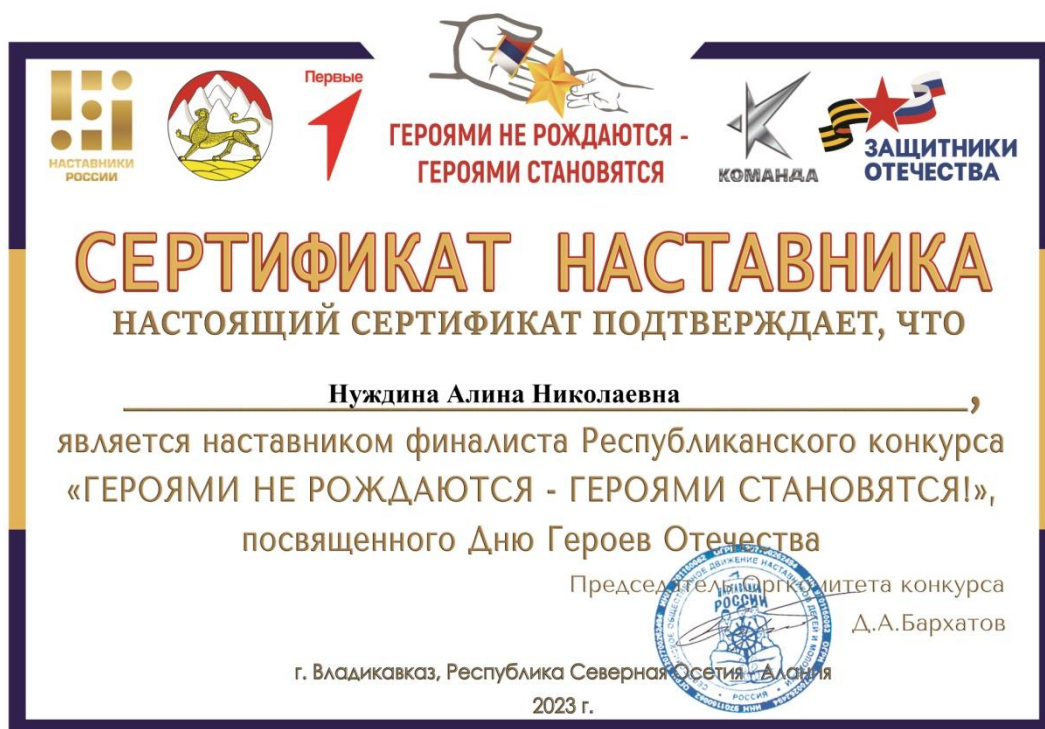 НАСТАВНИКИ
РОССИИ
Первые
ГЕРОЯМИ НЕ РОЖДАЮТСЯ -
ГЕРОЯМИ СТАНОВЯТСЯ
КОМАНДА
ЗАЩИТНИКИ
ОТЕЧЕСТВА
СЕРТИФИКАТ НАСТАВНИКА
НАСТОЯЩИЙ СЕРТИФИКАТ ПОДТВЕРЖДАЕТ, ЧТО
Нуждина Алина Николаевна,
является наставником финалиста Республиканского конкурса
«ГЕРОЯМИ НЕ РОЖДАЮТСЯ - ГЕРОЯМИ СТАНОВЯТСЯ!»,
посвященного Дню Героев Отечества
Председатель Оргкомитета конкурса
Д.А.Бархатов
НАСТАВНИКИ
РОССИИ
г. Владикавказ, Республика Северная Осетия - Алания
2023 г.